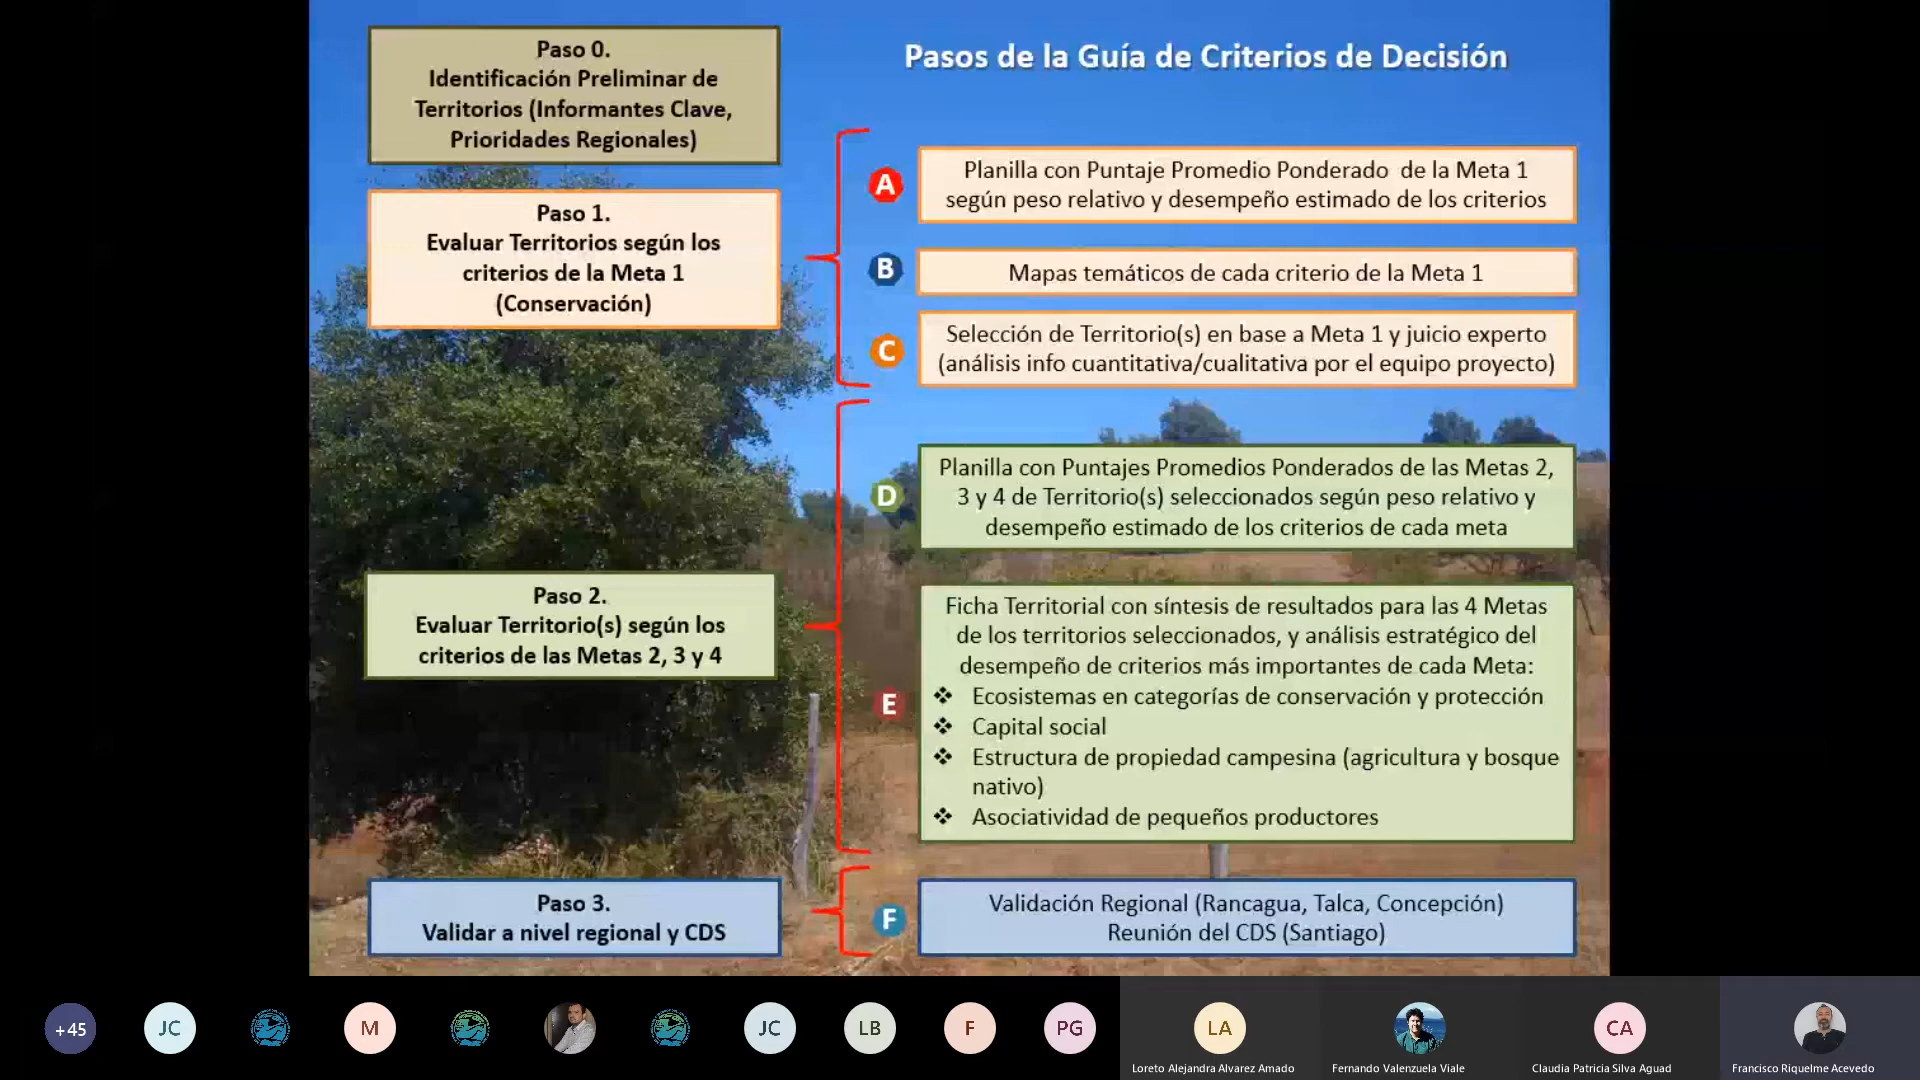 Pasos de la Guía de Criterios de Decisión
Paso 0.
Identificación Preliminar de
Territorios (Informantes Clave,
Prioridades Regionales)
Paso 1.
Evaluar Territorios según los
criterios de la Meta 1
(Conservación)
A
Planilla con Puntaje Promedio Ponderado de la Meta 1
según peso relativo y desempeño estimado de los criterios
B
Mapas temáticos de cada criterio de la Meta 1
C
Selección de Territorio(s) en base a Meta 1 y juicio experto
(análisis info cuantitativa/cualitativa por el equipo proyecto)
Paso 2.
Evaluar Territorio(s) según los
criterios de las Metas 2, 3 y 4
D
Planilla con Puntajes Promedios Ponderados de las Metas 2,
3 y 4 de Territorio(s) seleccionados según peso relativo y
desempeño estimado de los criterios de cada meta
E
Ficha Territorial con síntesis de resultados para las 4 Metas
de los territorios seleccionados, y análisis estratégico del
desempeño de criterios más importantes de cada Meta:
❖ Ecosistemas en categorías de conservación y protección
❖ Capital social
❖ Estructura de propiedad campesina (agricultura y bosque
nativo)
❖ Asociatividad de pequeños productores
Paso 3.
Validar a nivel regional y CDS
F
Validación Regional (Rancagua, Talca, Concepción)
Reunión del CDS (Santiago)
+45
JC
M
JC
LB
F
PG
LA
CA
Loreto Alejandra Alvarez Amado
Fernando Valenzuela Viale
Claudia Patricia Silva Aguad
Francisco Riquelme Acevedo